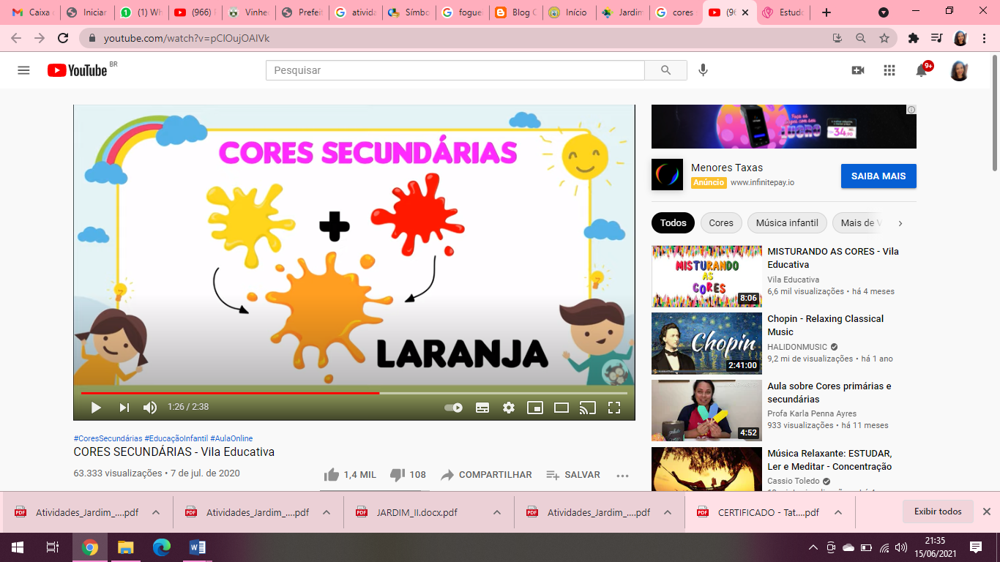 Caixa
Iniciar
(1) Wh
(966)
Vinhe
Prefeit
ativida
Símbo
fogue
Blog
Início
Jardim
cores
Estud
youtube.com/watch?v=pClOujOAlVk
YouTube BR
Pesquisar
9+
CORES SECUNDÁRIAS
LARANJA
1:26 / 2:38
#CoresSecundárias #EducaçãoInfantil #AulaOnline
CORES SECUNDÁRIAS - Vila Educativa
63.333 visualizações • 7 de jul. de 2020
1,4 MIL
108
COMPARTILHAR
SALVAR
LUCRO
34,90
Menores Taxas
Anúncio www.infinitepay.io
SAIBA MAIS
Todos
Cores
Música infantil
Mais de V
MISTURANDO
AS
CORES
8:06
MISTURANDO AS CORES - Vila
Educativa
Vila Educativa
6,6 mil visualizações • há 4 meses
Chopin
2:41:00
Chopin - Relaxing Classical
Music
HALIDONMUSIC
9,2 mi de visualizações • há 1 ano
4:52
Aula sobre Cores primárias e
secundárias
Profa Karla Penna Ayres
933 visualizações • há 11 meses
Música Relaxante: ESTUDAR,
Ler e Meditar - Concentração
Cassio Toledo
Atividades_Jardim_....pdf
Atividades_Jardim_....pdf
JARDIM_II.docx.pdf
Atividades_Jardim_....pdf
CERTIFICADO - Tat....pdf
Exibir todos
21:35
15/06/2021